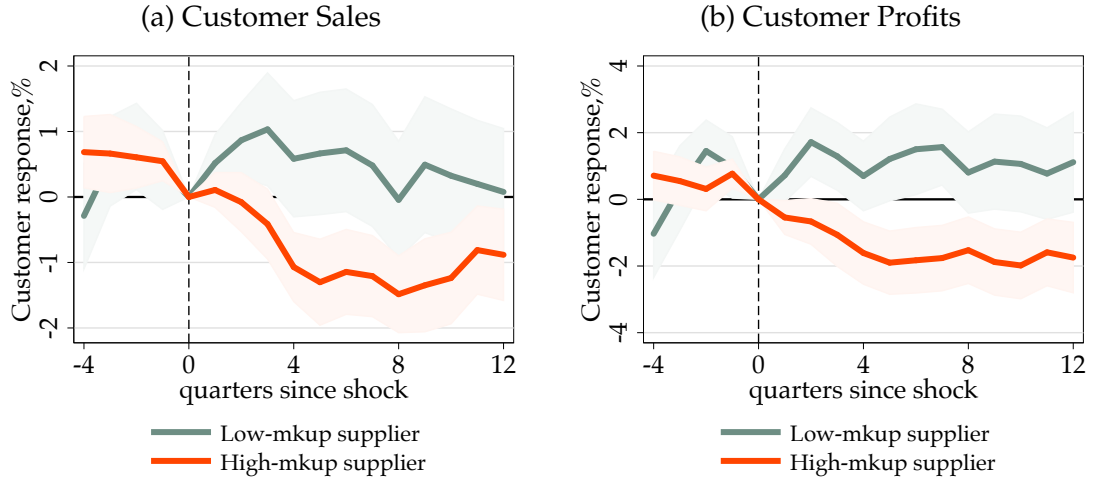 (a) Customer Sales
Customer response,%
2
1
0
-1
-2
-4 0 4 8 12
quarters since shock
Low-mkup supplier
High-mkup supplier
(b) Customer Profits
Customer response,%
4
2
0
-2
-4
-4 0 4 8 12
quarters since shock
Low-mkup supplier
High-mkup supplier